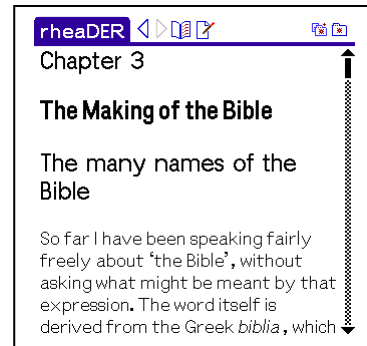 rheaDER
Chapter 3
The Making of the Bible
The many names of the
Bible
So far I have been speaking fairly
freely about ‘the Bible’, without
asking what might be meant by that
expression. The word itself is
derived from the Greek biblia, which